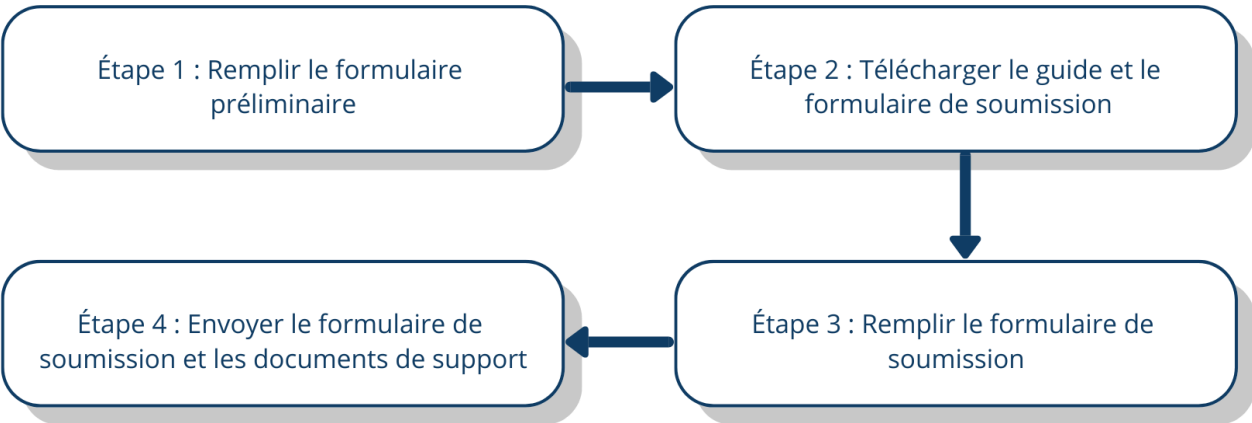 Étape 1 : Remplir le formulaire
préliminaire
Étape 2 : Télécharger le guide et le
formulaire de soumission
Étape 3 : Remplir le formulaire de
soumission
Étape 4 : Envoyer le formulaire de
soumission et les documents de support